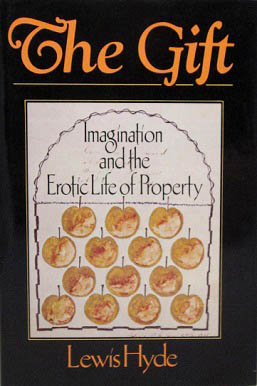 The Gift
Imagination
and the
Erotic Life of Property
Lewis Hyde